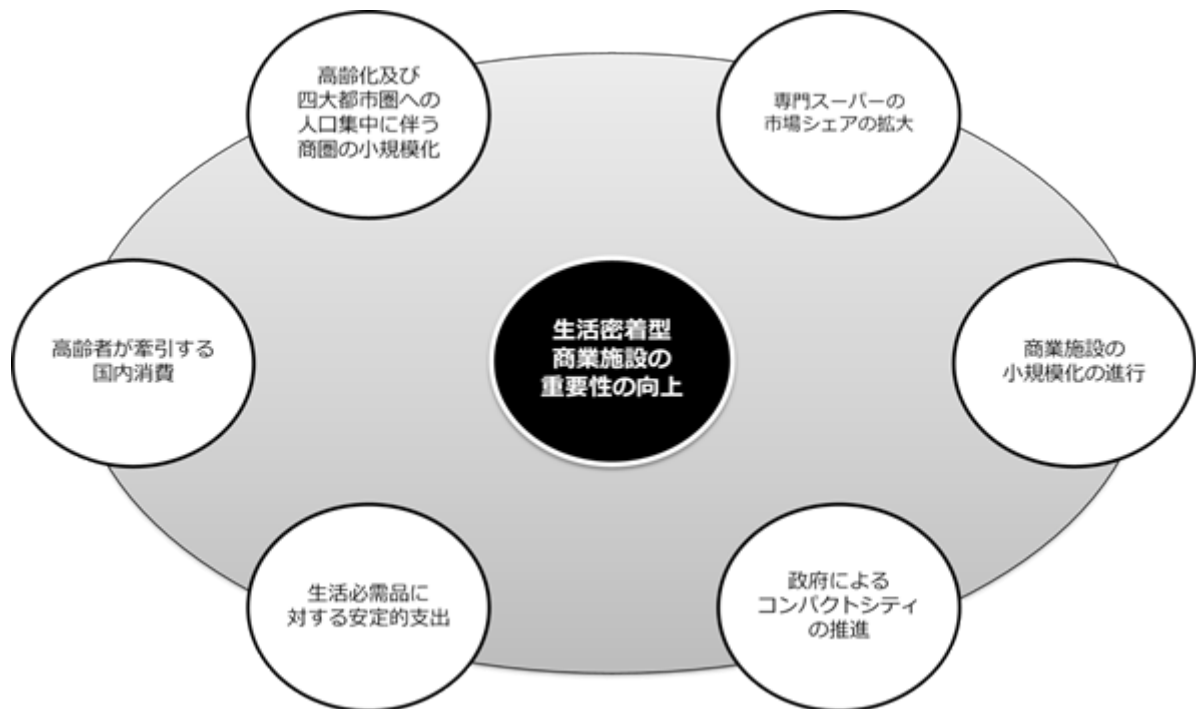 高齢化及び
四大都市圏への
人口集中に伴う
商圏の小規模化
専門スーパーの
市場シェアの拡大
高齢者が牽引する
国内消費
生活密着型
商業施設の
重要性の向上
商業施設の
小規模化の進行
生活必需品に
対する安定的支出
政府による
コンパクトシティ
の推進